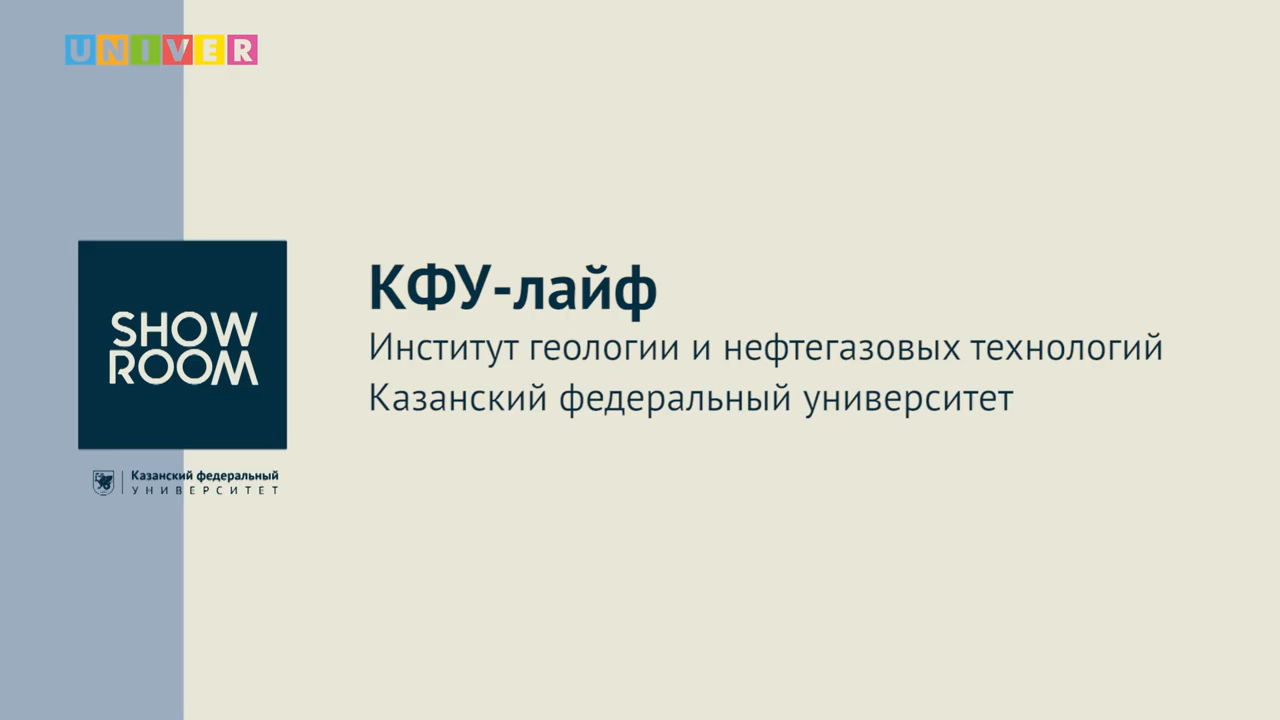 UNIVER
SHOW
ROOM
КФУ-лайф
Институт геологии и нефтегазовых технологий
Казанский федеральный университет
Казанский федеральный
УНИВЕРСИТЕТ